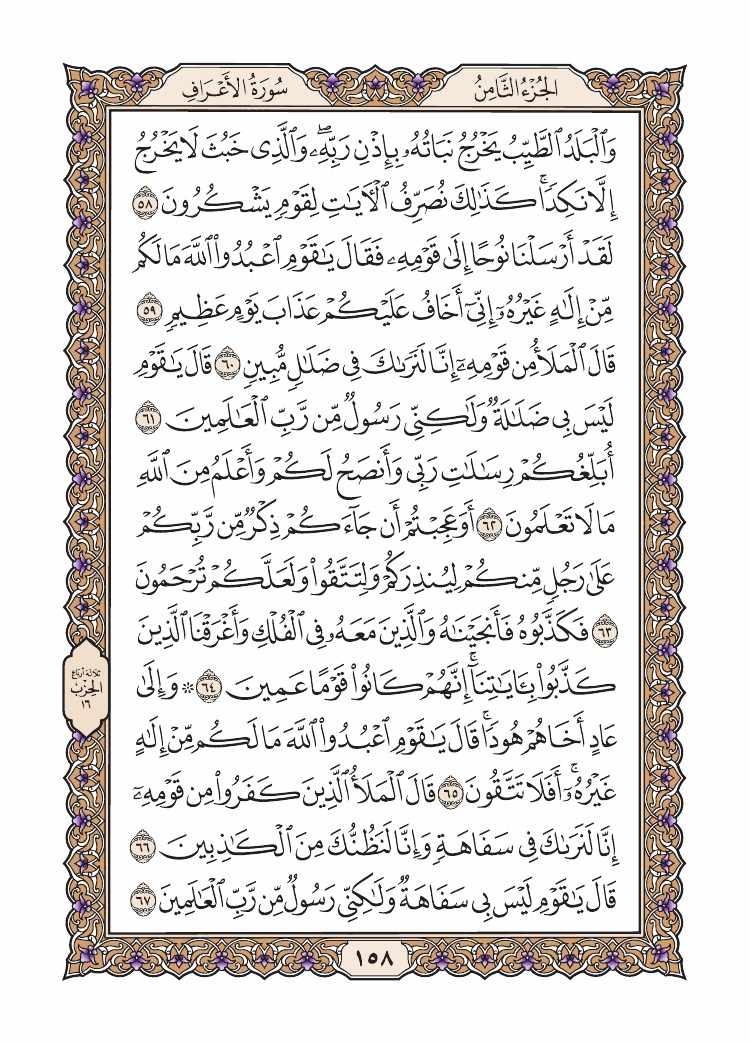 الجُزْءُ الثَّامِنُ
سُورَةُ الأَعْرَافِ
وَٱلْبَلَدُ ٱلطَّيِّبُ يَخْرُجُ نَبَاتُهُۥ بِإِذْنِ رَبِّهِۦۖ وَٱلَّذِى خَبُثَ لَا يَخْرُجُ
إِلَّا نَكِدًاۚ كَذَٰلِكَ نُصَرِّفُ ٱلْأٓيَٰتِ لِقَوْمٍ يَشْكُرُونَ ٥٨
لَقَدْ أَرْسَلْنَا نُوحًا إِلَىٰ قَوْمِهِۦ فَقَالَ يَٰقَوْمِ ٱعْبُدُوا۟ ٱللَّهَ مَا لَكُم
مِّنْ إِلَٰهٍ غَيْرُهُۥٓ إِنِّىٓ أَخَافُ عَلَيْكُمْ عَذَابَ يَوْمٍ عَظِيمٍ ٥٩
قَالَ ٱلْمَلَأُ مِن قَوْمِهِۦٓ إِنَّا لَنَرَىٰكَ فِى ضَلَٰلٍ مُّبِينٍ ٦٠ قَالَ يَٰقَوْمِ
لَيْسَ بِى ضَلَٰلَةٌ وَلَٰكِنِّى رَسُولٌ مِّن رَّبِّ ٱلْعَٰلَمِينَ ٦١
أُبَلِّغُكُمْ رِسَٰلَٰتِ رَبِّى وَأَنصَحُ لَكُمْ وَأَعْلَمُ مِنَ ٱللَّهِ
مَا لَا تَعْلَمُونَ ٦٢ أَوَعَجِبْتُمْ أَن جَآءَكُمْ ذِكْرٌ مِّن رَّبِّكُمْ
عَلَىٰ رَجُلٍ مِّنكُمْ لِيُنذِرَكُمْ وَلِتَتَّقُوا۟ وَلَعَلَّكُمْ تُرْحَمُونَ
٦٣ فَكَذَّبُوهُ فَأَنجَيْنَٰهُ وَٱلَّذِينَ مَعَهُۥ فِى ٱلْفُلْكِ وَأَغْرَقْنَا ٱلَّذِينَ
كَذَّبُوا۟ بِـَٔايَٰتِنَآۚ إِنَّهُمْ كَانُوا۟ قَوْمًا عَمِينَ ٦٤ ۞ وَإِلَىٰ
عَادٍ أَخَاهُمْ هُودًاۚ قَالَ يَٰقَوْمِ ٱعْبُدُوا۟ ٱللَّهَ مَا لَكُم مِّنْ إِلَٰهٍ
غَيْرُهُۥٓۚ أَفَلَا تَتَّقُونَ ٦٥ قَالَ ٱلْمَلَأُ ٱلَّذِينَ كَفَرُوا۟ مِن قَوْمِهِۦٓ
إِنَّا لَنَرَىٰكَ فِى سَفَاهَةٍ وَإِنَّا لَنَظُنُّكَ مِنَ ٱلْكَٰذِبِينَ ٦٦
قَالَ يَٰقَوْمِ لَيْسَ بِى سَفَاهَةٌ وَلَٰكِنِّى رَسُولٌ مِّن رَّبِّ ٱلْعَٰلَمِينَ ٦٧
ثلاثة أرباع
الحزب
١٦
١٥٨